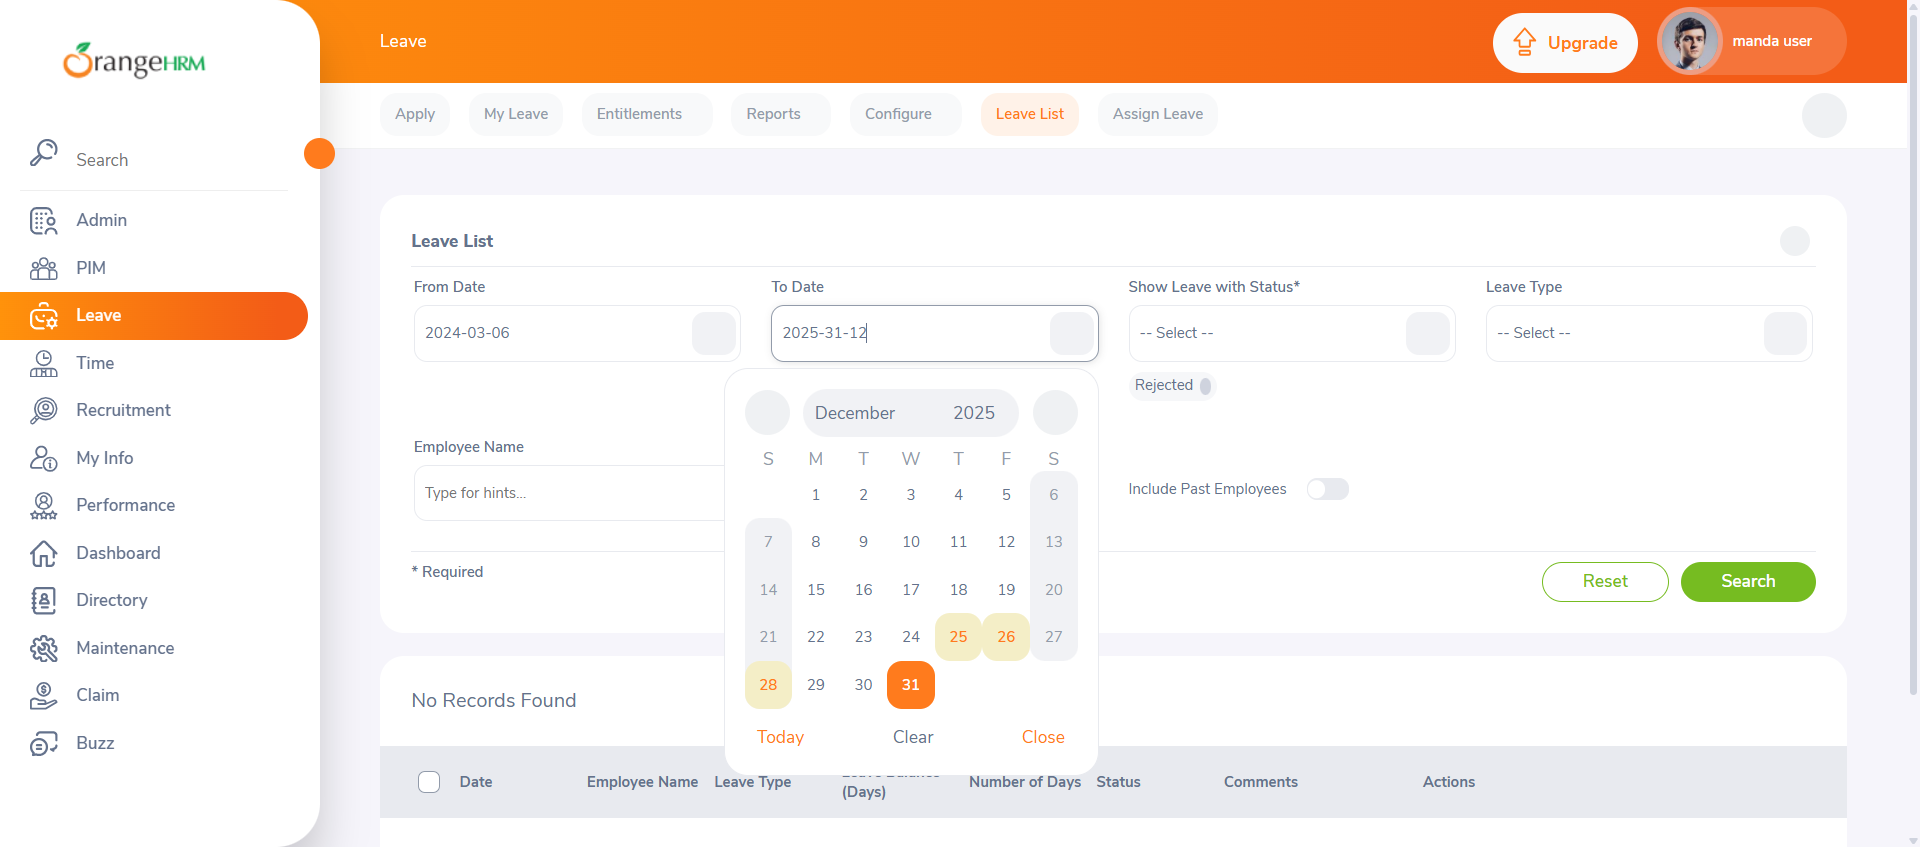 OrangeHRM
Leave
Upgrade
manda user
Apply
My Leave
Entitlements
Reports
Configure
Leave List
Assign Leave
Search
Admin
PIM
Leave
Time
Recruitment
My Info
Performance
Dashboard
Directory
Maintenance
Claim
Buzz
Leave List
From Date
To Date
Show Leave with Status*
Leave Type
2024-03-06
2025-31-12
-- Select --
-- Select --
Rejected
Employee Name
Type for hints...
Include Past Employees
December 2025
S M T W T F S
1 2 3 4 5 6
7 8 9 10 11 12 13
14 15 16 17 18 19 20
21 22 23 24 25 26 27
28 29 30 31
Today Clear Close
* Required
Reset
Search
No Records Found
Date
Employee Name
Leave Type
Leave Balance
(Days)
Number of Days
Status
Comments
Actions